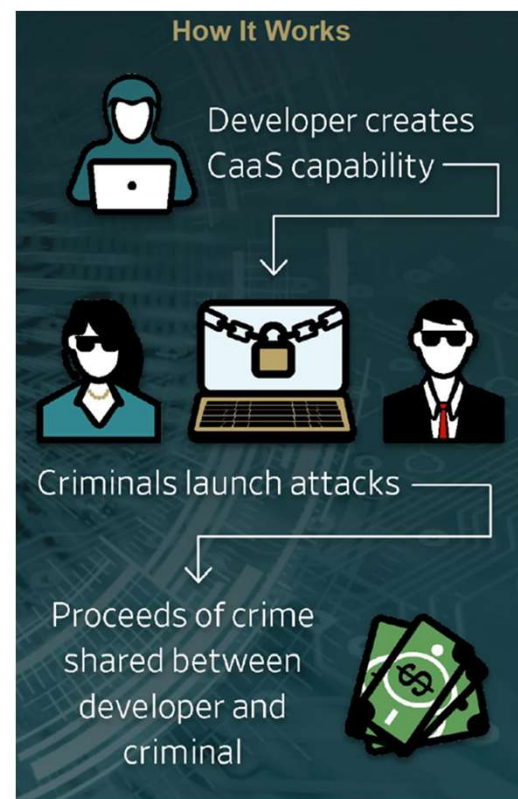 How It Works
Developer creates
CaaS capability
Criminals launch attacks
Proceeds of crime
shared between
developer and
criminal
$